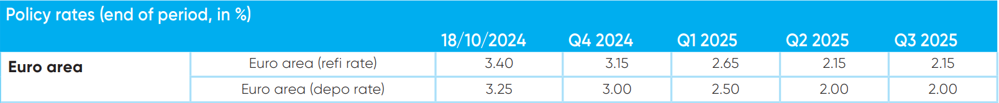 Policy rates (end of period, in %)
18/10/2024 Q4 2024 Q1 2025 Q2 2025 Q3 2025
Euro area Euro area (refi rate) 3.40 3.15 2.65 2.15 2.15
Euro area (depo rate) 3.25 3.00 2.50 2.00 2.00